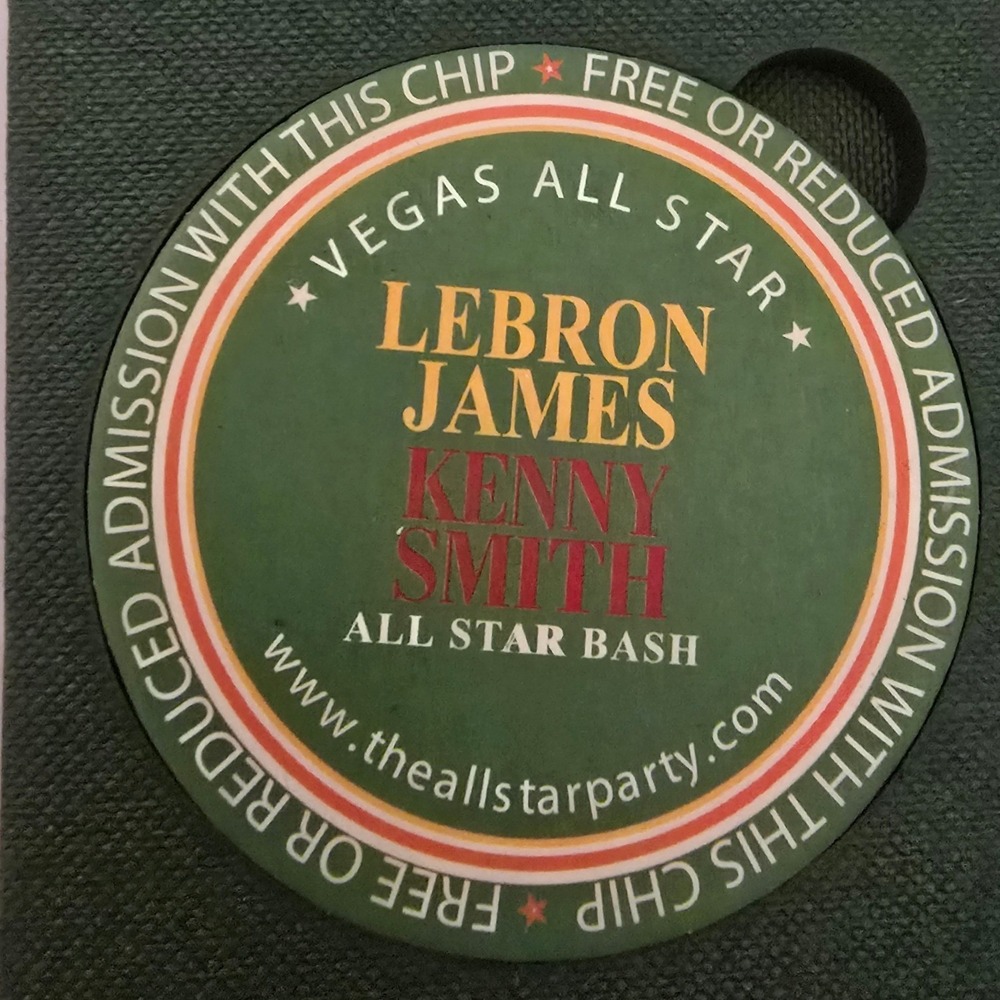 FREE OR REDUCED ADMISSION WITH THIS CHIP
FREE OR REDUCED ADMISSION WITH THIS CHIP
VEGAS ALL STAR
LEBRON
JAMES
KENNY
SMITH
ALL STAR BASH
www.theallstarparty.com